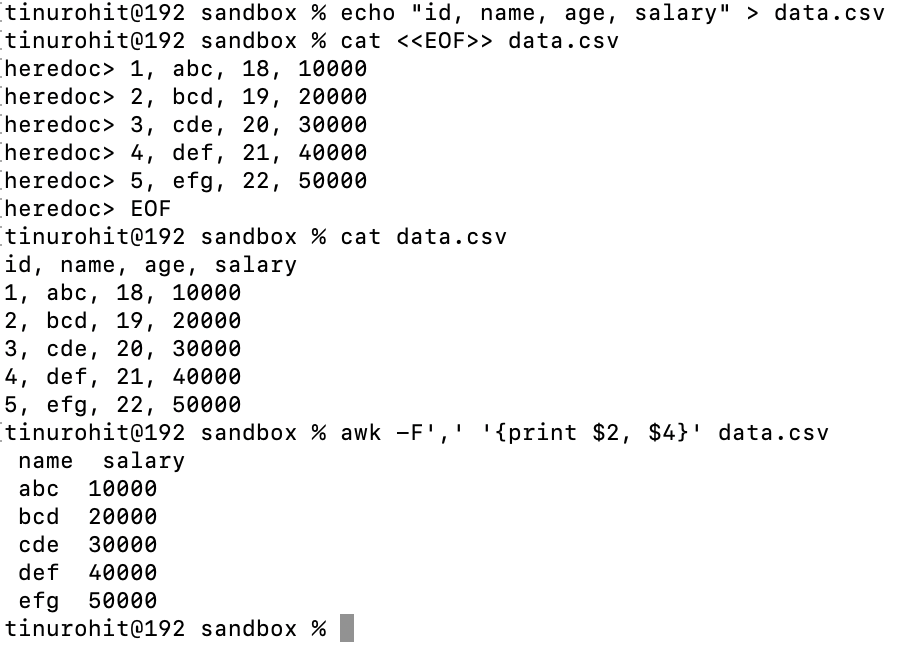 tinurohit@192 sandbox % echo "id, name, age, salary" > data.csv
tinurohit@192 sandbox % cat <<EOF>> data.csv
heredoc> 1, abc, 18, 10000
heredoc> 2, bcd, 19, 20000
heredoc> 3, cde, 20, 30000
heredoc> 4, def, 21, 40000
heredoc> 5, efg, 22, 50000
heredoc> EOF
tinurohit@192 sandbox % cat data.csv
id, name, age, salary
1, abc, 18, 10000
2, bcd, 19, 20000
3, cde, 20, 30000
4, def, 21, 40000
5, efg, 22, 50000
tinurohit@192 sandbox % awk -F',' '{print $2, $4}' data.csv
 name  salary
 abc  10000
 bcd  20000
 cde  30000
 def  40000
 efg  50000
tinurohit@192 sandbox %